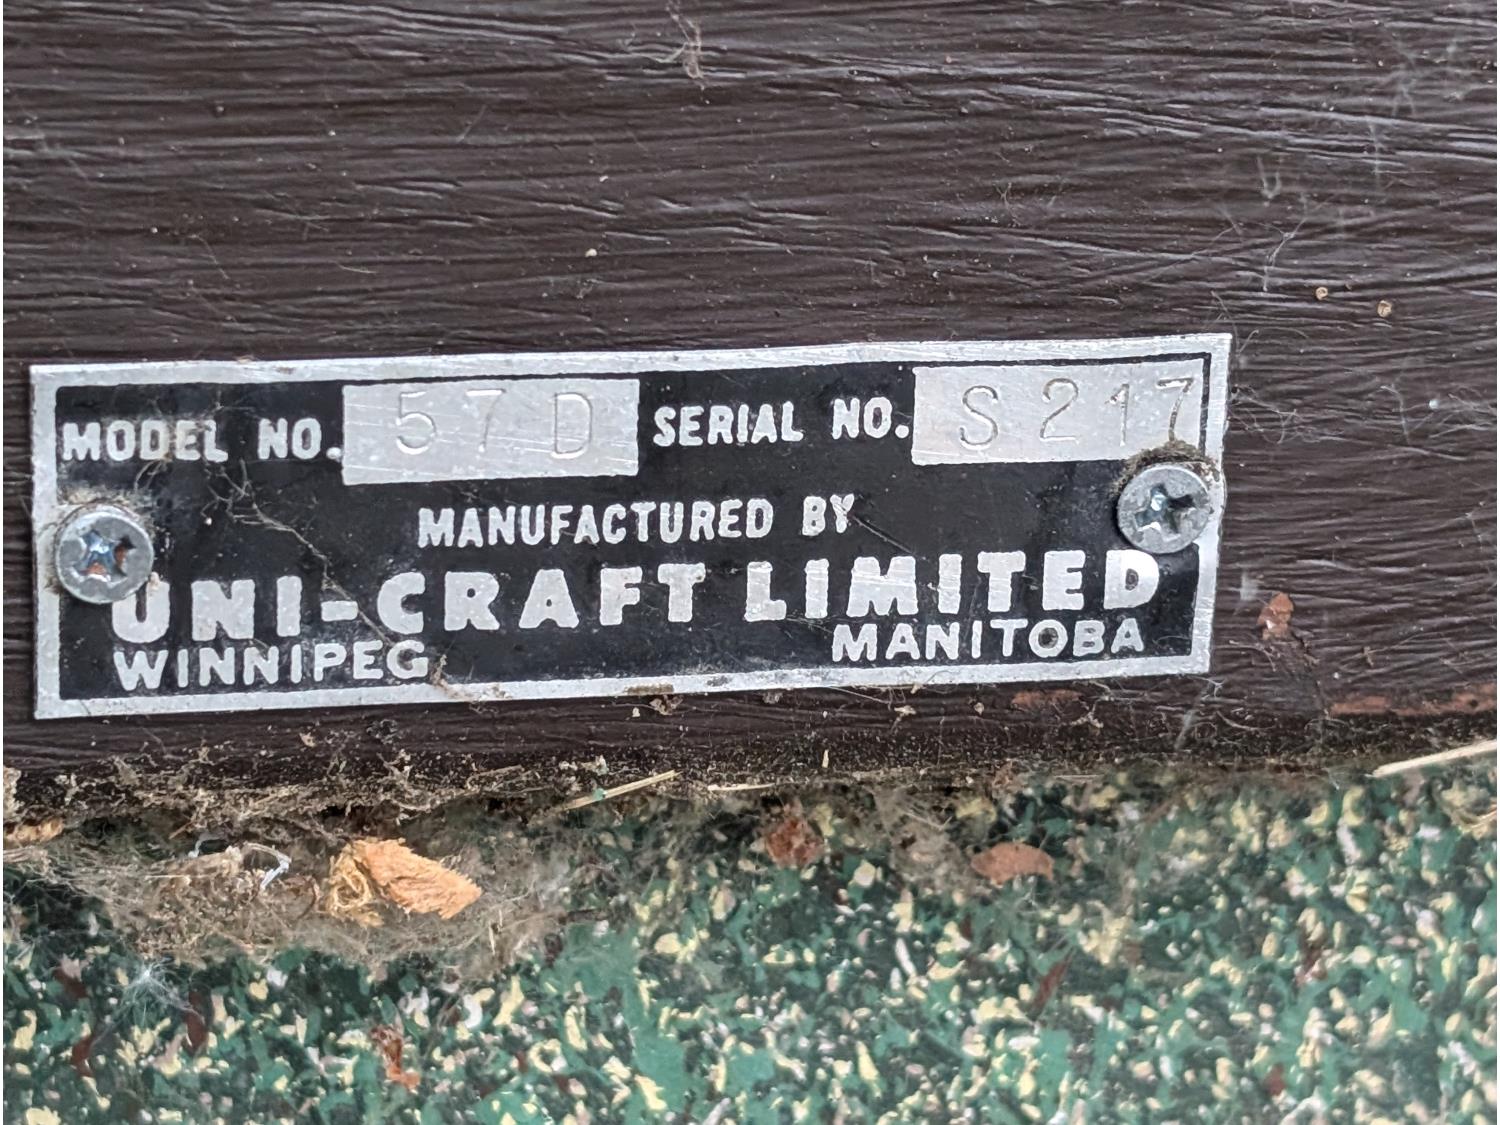 MODEL NO. 57D SERIAL NO. S217
MANUFACTURED BY
UNI-CRAFT LIMITED
WINNIPEG MANITOBA